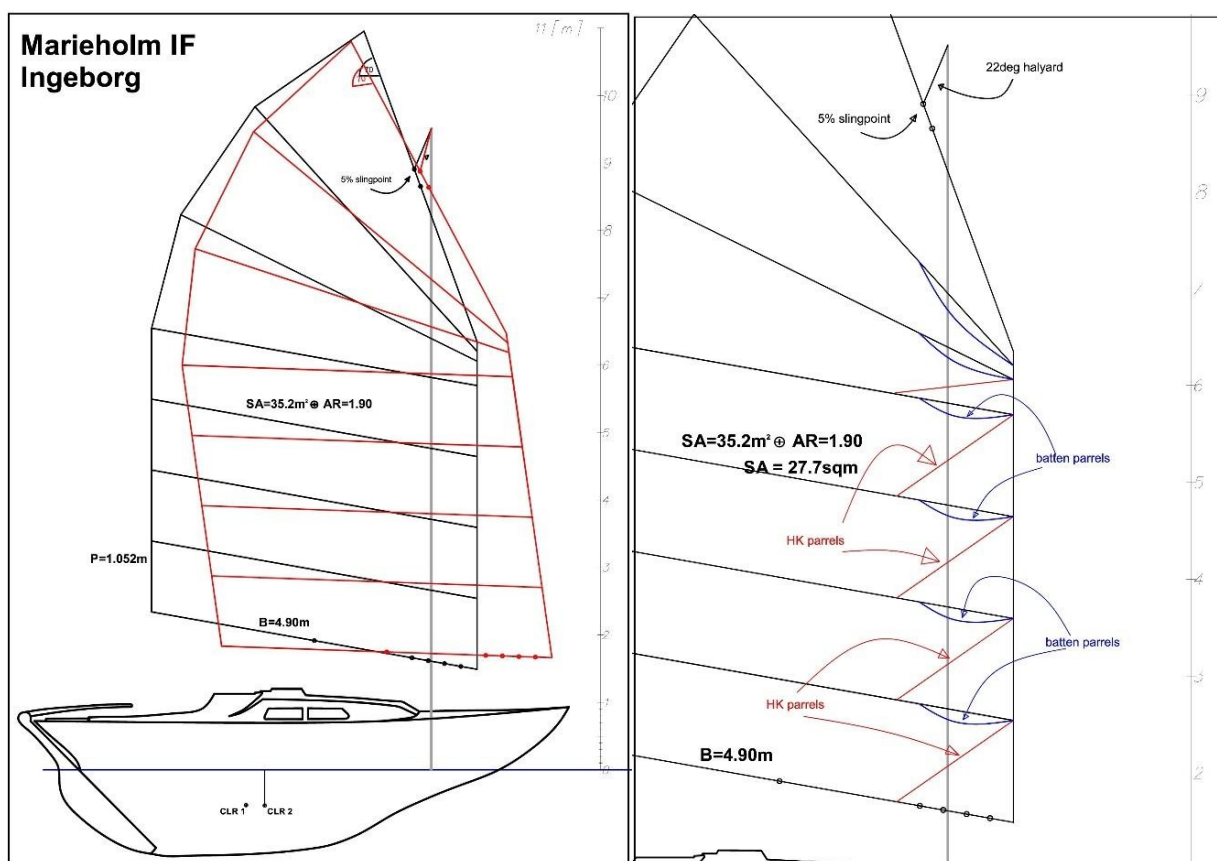 Marieholm IF
Ingeborg
11 [m]
10
9
8
7
6
5
4
3
2
1
0
70
70
5% slingpoint
SA=35.2m² ⊕ AR=1.90
P=1.052m
B=4.90m
CLR 1
CLR 2
22deg halyard
5% slingpoint
9
8
7
6
5
4
3
2
SA=35.2m² ⊕ AR=1.90
SA = 27.7sqm
batten parrels
HK parrels
batten parrels
HK parrels
B=4.90m